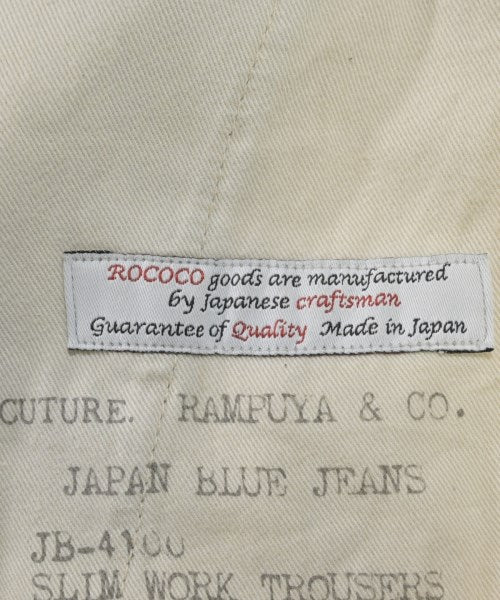 ROCOCO goods are manufactured
by Japanese craftsman
Guarantee of Quality Made in Japan
CUTURE. RAMPUYA & CO.
JAPAN BLUE JEANS
JB-4100
SLIM WORK TROUSERS